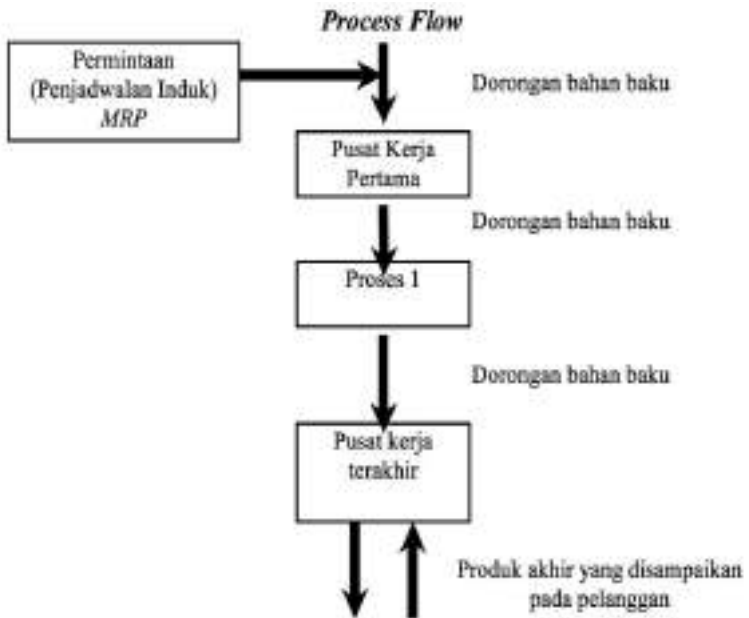 Process Flow
Permintaan
(Penjadwalan Induk)
MRP
Dorongan bahan baku
Pusat Kerja
Pertama
Dorongan bahan baku
Proses 1
Dorongan bahan baku
Pusat kerja
terakhir
Produk akhir yang disampaikan
pada pelanggan